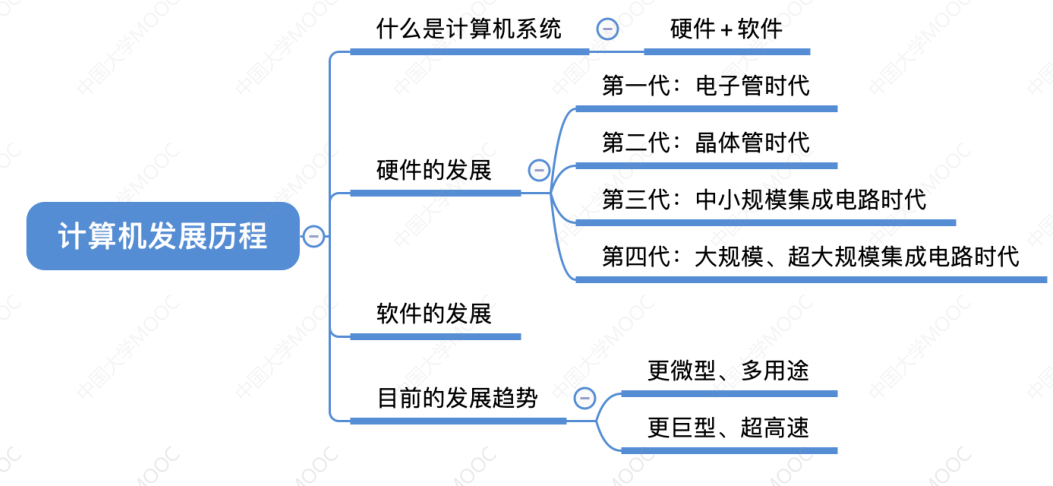 什么是计算机系统
硬件+软件
第一代：电子管时代
第二代：晶体管时代
硬件的发展
第三代：中小规模集成电路时代
计算机发展历程
第四代：大规模、超大规模集成电路时代
软件的发展
更微型、多用途
目前的发展趋势
更巨型、超高速
中国大学MOOC